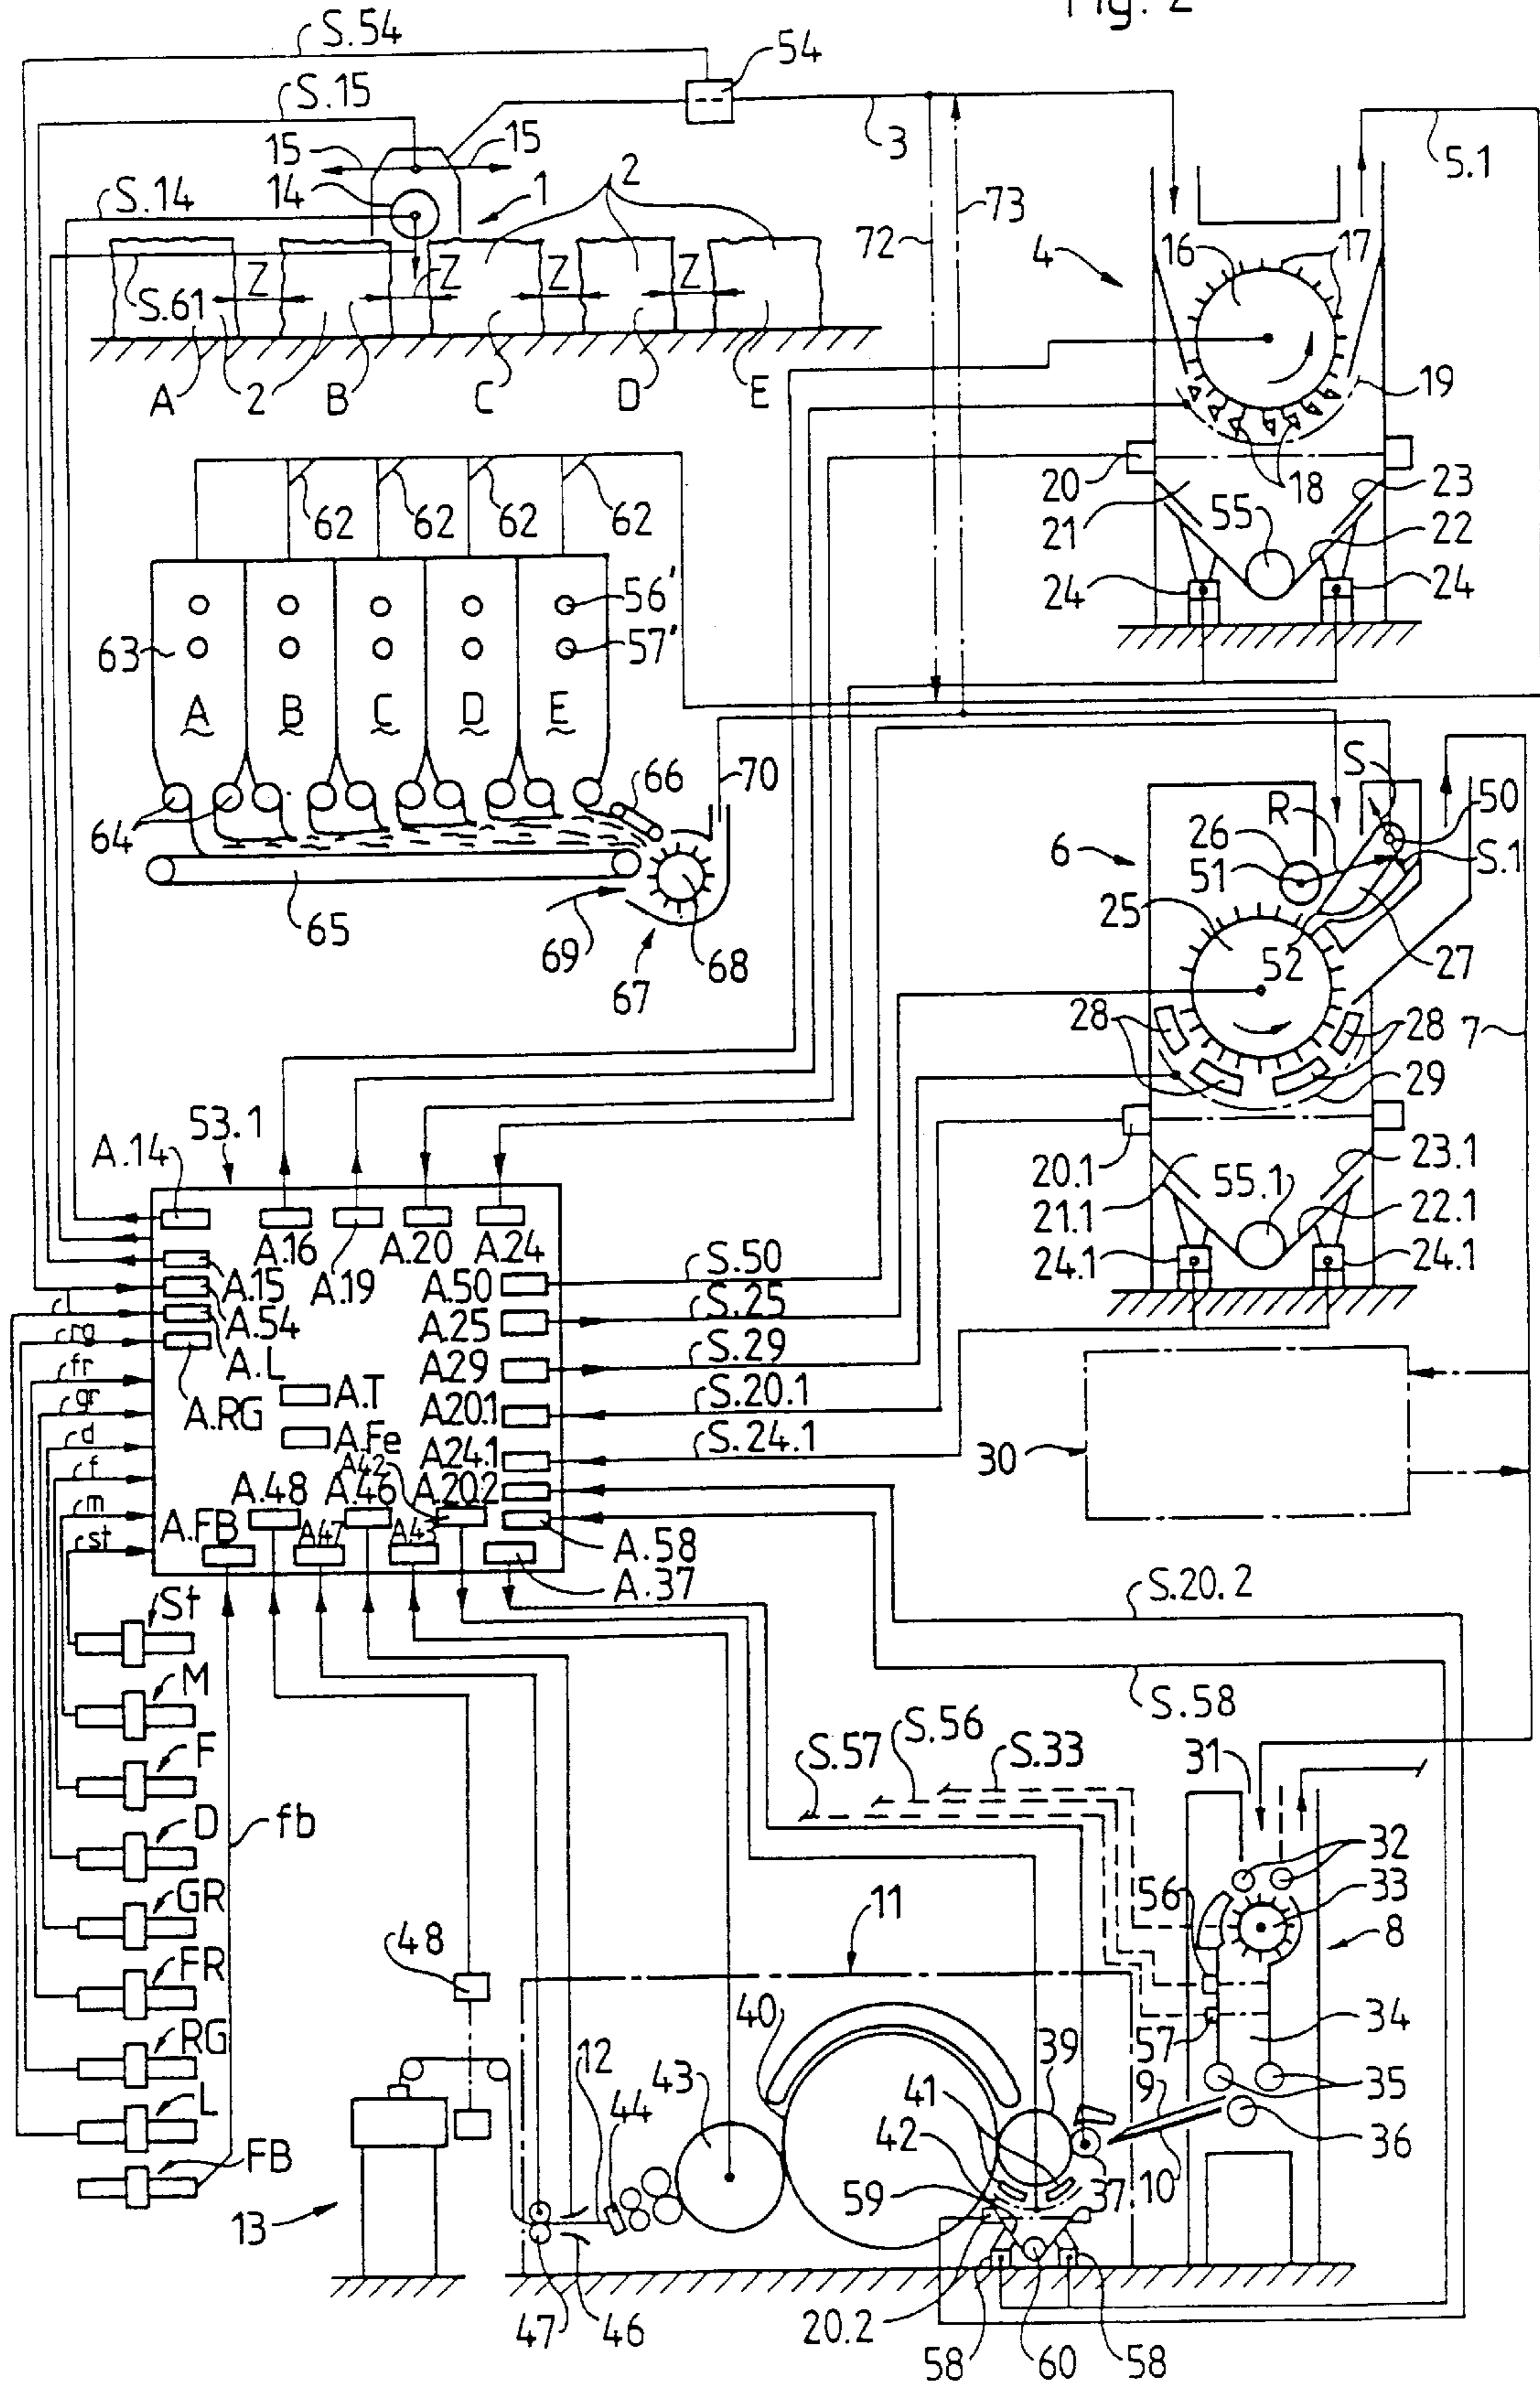 Fig. 2
S.54
54
S.15
15
15
3
5.1
14
1
2
S.14
72
73
4
16
17
Z
Z
Z
Z
S.61
A
2
B
C
D
E
C
D
E
B
19
20
18
23
62
62
62
62
21
55
22
24
24
63
56'
57'
A
B
C
D
E
66
70
64
S
50
R
26
6
51
S.1
65
25
69
52
27
67
68
28
28
7
29
53.1
A.14
20.1
23.1
55.1
21.1
22.1
A.16
A.20
A.24
24.1
24.1
A.15
A.19
A.50
S.50
l
A.54
A.25
S.25
rg
A.L
A29
S.29
fr
A.T
A.RG
A20.1
S.20.1
gr
A.Fe
A24.1
S.24.1
d
30
f
A42
A.20.2
A.48
A.46
m
A.FB
A47
A43
st
A.58
A.37
St
S.20.2
M
S.58
S.57
S.56
S.33
31
F
D
fb
32
GR
56
33
11
48
8
FR
40
34
RG
57
12
43
39
9
35
L
44
41
42
36
FB
59
37
10
13
47
46
20.2
58
60
58